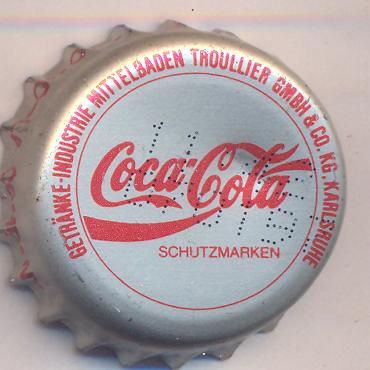 GETRÄNKE-INDUSTRIE MITTELBADEN TROULLIER GMBH & CO. KG·KARLSRUHE
Coca-Cola
SCHUTZMARKEN